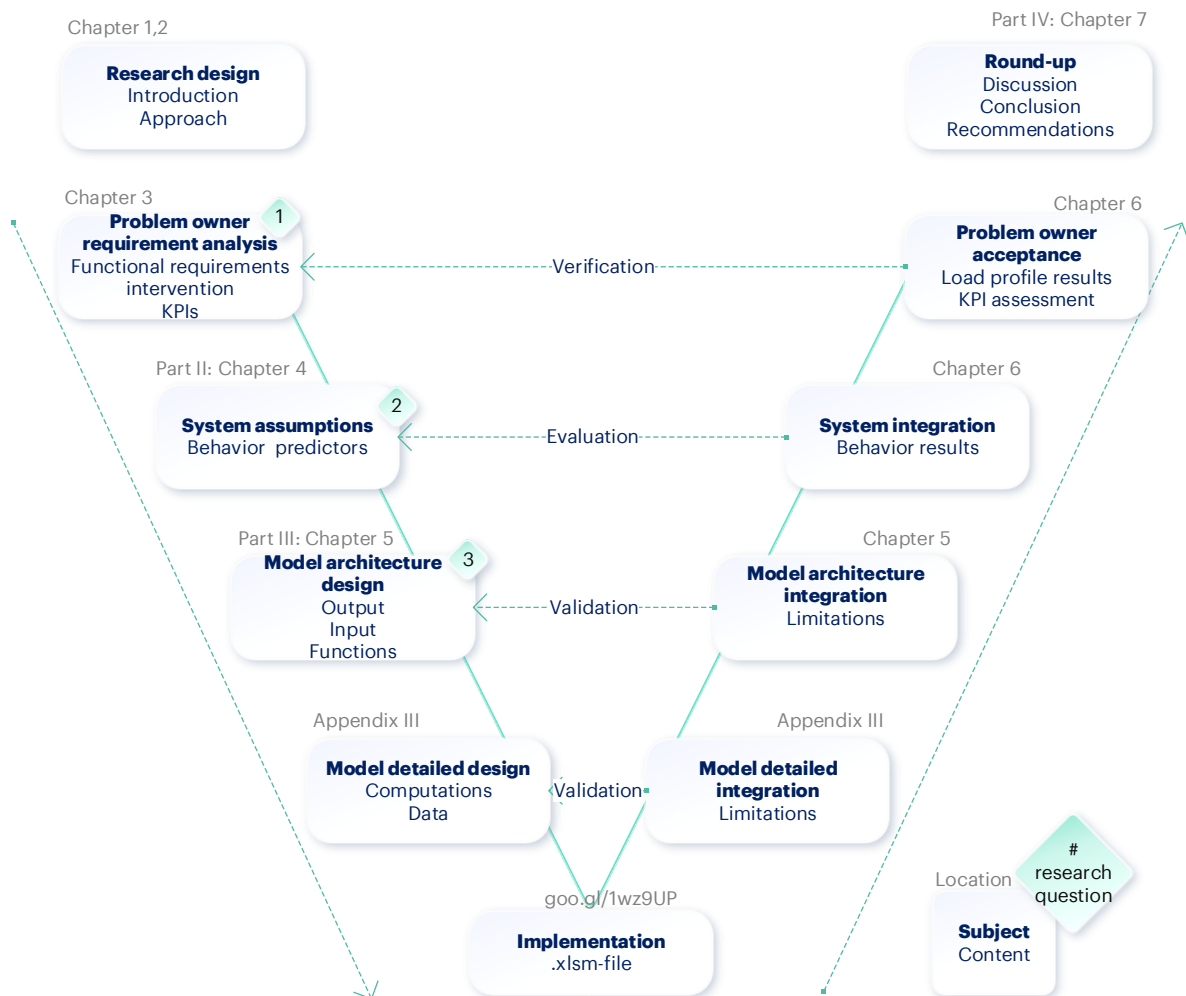 Chapter 1,2
Research design
Introduction
Approach
Part IV: Chapter 7
Round-up
Discussion
Conclusion
Recommendations
Chapter 3
1
Problem owner
requirement analysis
Functional requirements
intervention
KPIs
Verification
Chapter 6
Problem owner
acceptance
Load profile results
KPI assessment
Part II: Chapter 4
2
System assumptions
Behavior predictors
Evaluation
Chapter 6
System integration
Behavior results
Part III: Chapter 5
3
Model architecture
design
Output
Input
Functions
Validation
Chapter 5
Model architecture
integration
Limitations
Appendix III
Model detailed design
Computations
Data
Validation
Appendix III
Model detailed
integration
Limitations
goo.gl/1wz9UP
Implementation
.xlsm-file
Location
#
research
question
Subject
Content